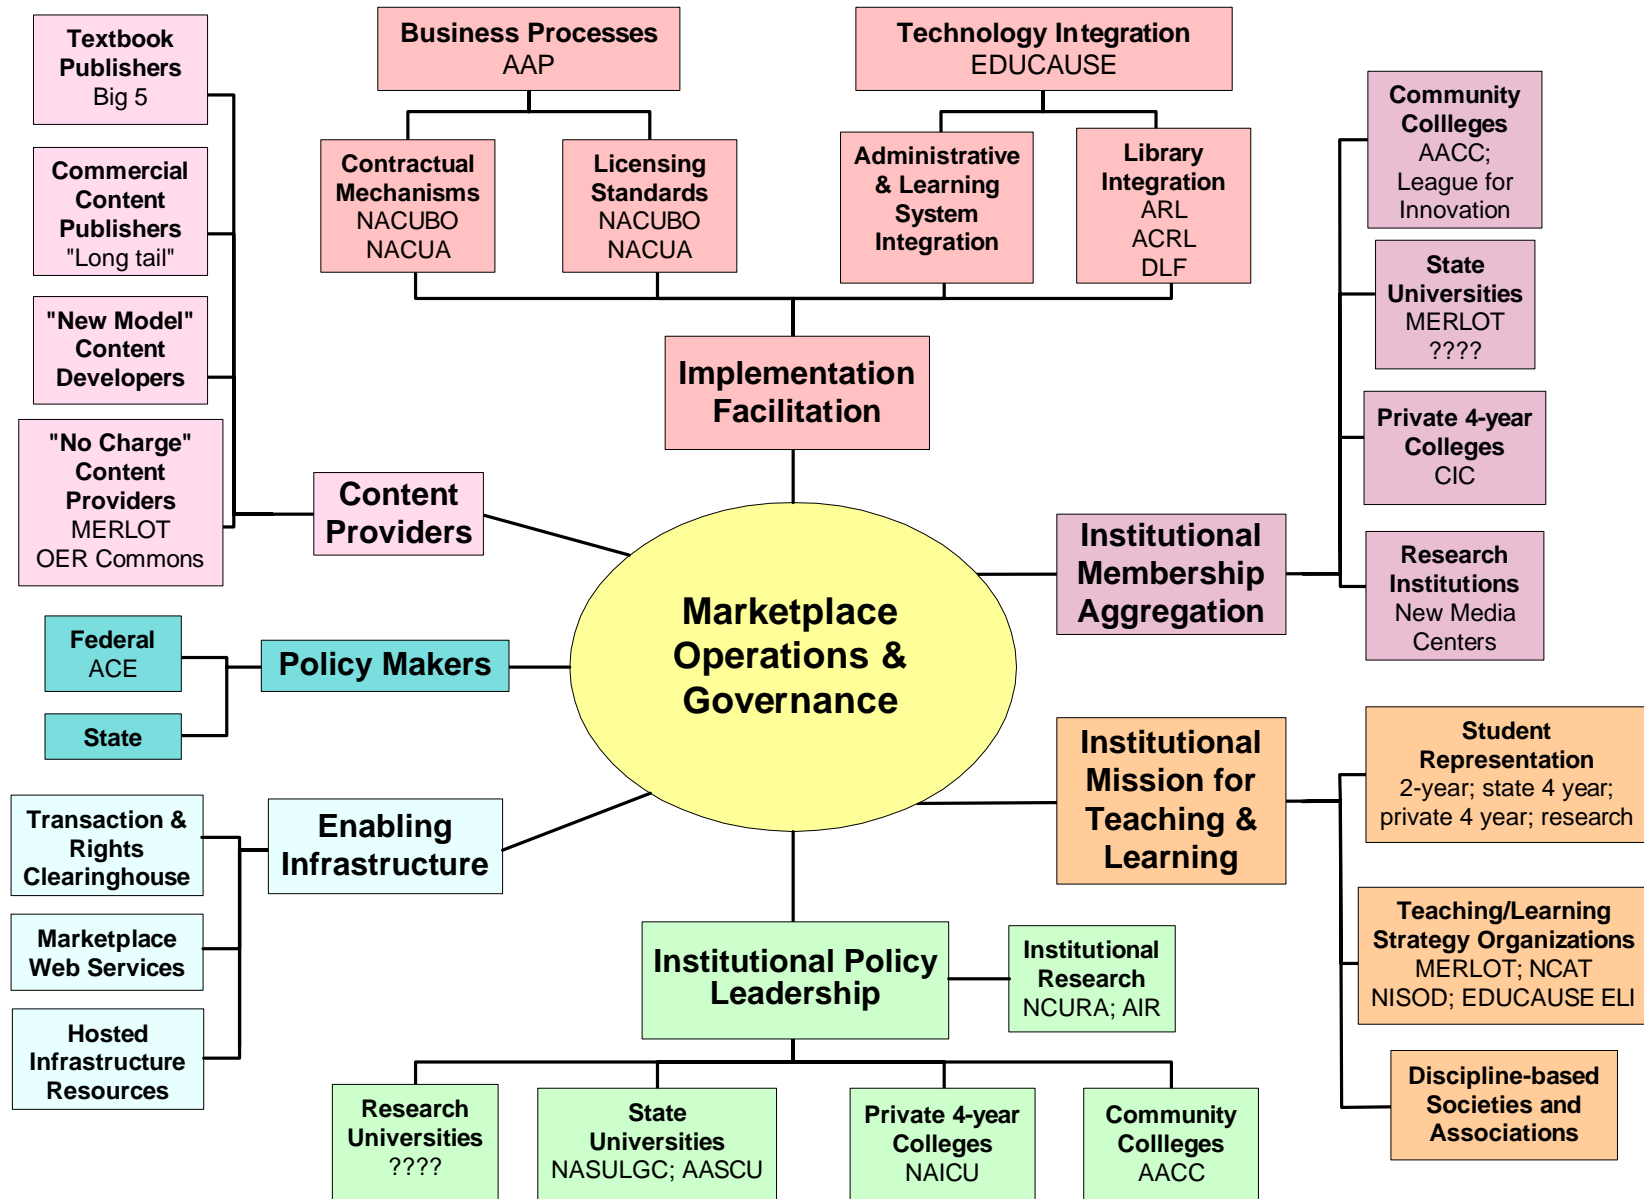 Textbook
Publishers
Big 5
Commercial
Content
Publishers
"Long tail"
"New Model"
Content
Developers
"No Charge"
Content
Providers
MERLOT
OER Commons
Content
Providers
Business Processes
AAP
Technology Integration
EDUCAUSE
Contractual
Mechanisms
NACUBO
NACUA
Licensing
Standards
NACUBO
NACUA
Administrative
& Learning
System
Integration
Library
Integration
ARL
ACRL
DLF
Implementation
Facilitation
Community
Collleges
AACC;
League for
Innovation
State
Universities
MERLOT
????
Private 4-year
Colleges
CIC
Research
Institutions
New Media
Centers
Institutional
Membership
Aggregation
Marketplace
Operations &
Governance
Federal
ACE
State
Policy Makers
Transaction &
Rights
Clearinghouse
Marketplace
Web Services
Hosted
Infrastructure
Resources
Enabling
Infrastructure
Institutional
Mission for
Teaching &
Learning
Student
Representation
2-year; state 4 year;
private 4 year; research
Teaching/Learning
Strategy Organizations
MERLOT; NCAT
NISOD; EDUCAUSE ELI
Discipline-based
Societies and
Associations
Institutional Policy
Leadership
Institutional
Research
NCURA; AIR
Research
Universities
????
State
Universities
NASULGC; AASCU
Private 4-year
Colleges
NAICU
Community
Collleges
AACC